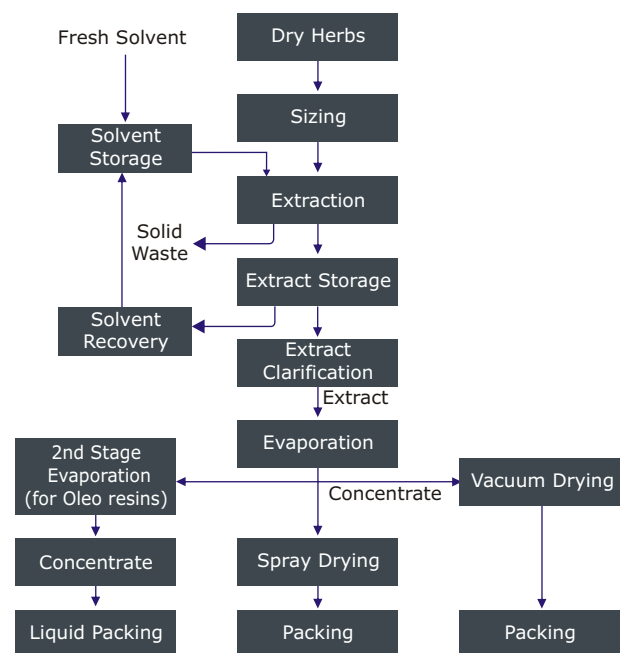 Fresh Solvent
Dry Herbs
Sizing
Solvent
Storage
Extraction
Solid
Waste
Extract Storage
Solvent
Recovery
Extract
Clarification
Extract
Evaporation
2nd Stage
Evaporation
(for Oleo resins)
Concentrate
Vacuum Drying
Concentrate
Spray Drying
Liquid Packing
Packing
Packing